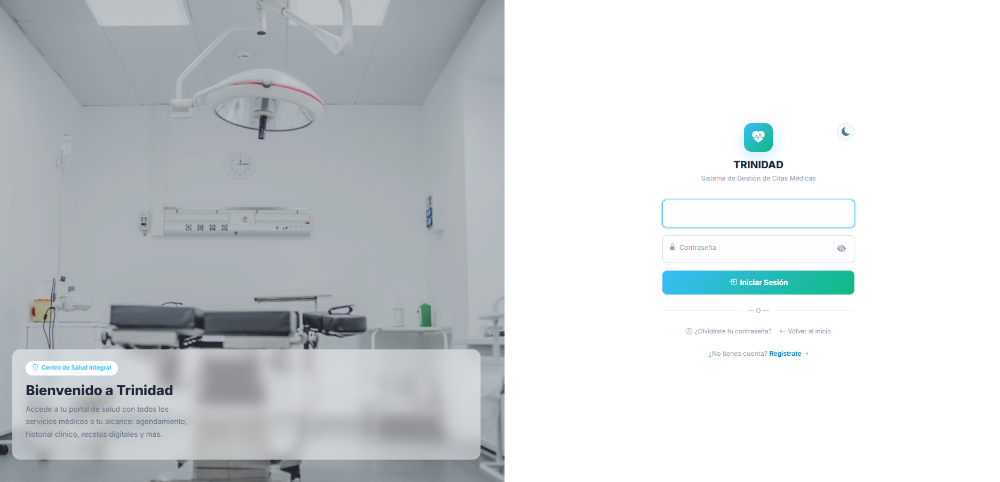 Centro de Salud Integral
Bienvenido a Trinidad
Accede a tu portal de salud con todos los
servicios médicos a tu alcance: agendamiento,
historial clínico, recetas digitales y más.
TRINIDAD
Sistema de Gestión de Citas Médicas
Contraseña
Iniciar Sesión
— O —
¿Olvidaste tu contraseña? ← Volver al inicio
¿No tienes cuenta? Regístrate →